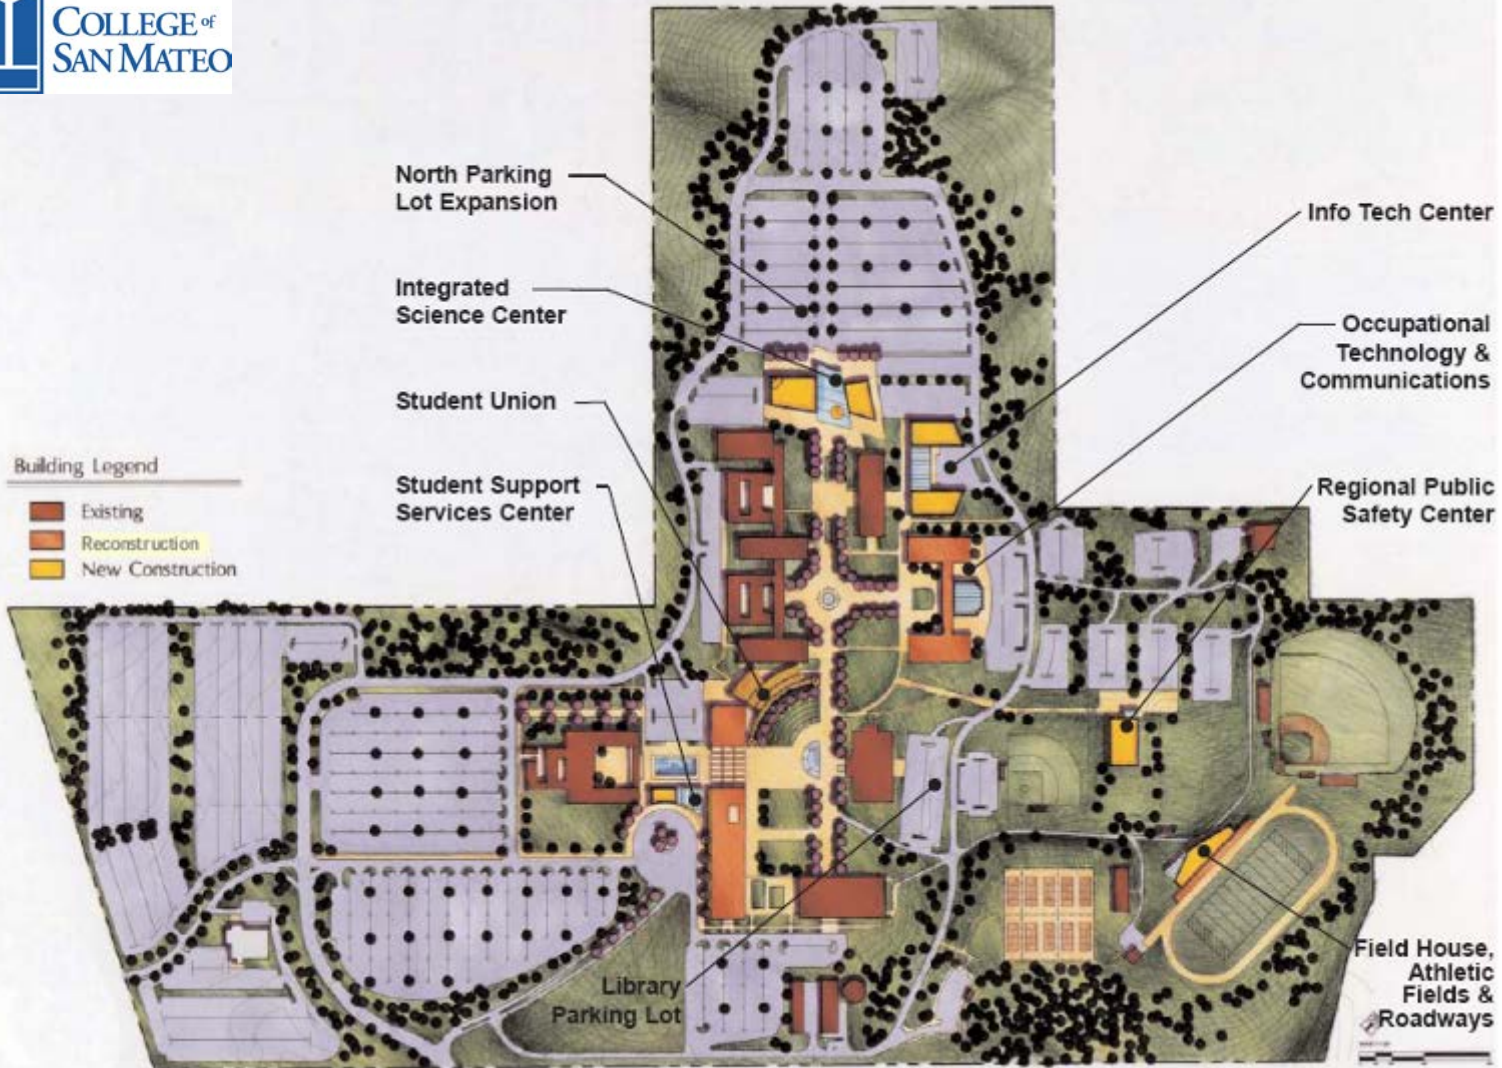 COLLEGE of
SAN MATEO
North Parking
Lot Expansion
Info Tech Center
Integrated
Science Center
Occupational
Technology &
Communications
Student Union
Building Legend
Existing
Reconstruction
New Construction
Student Support
Services Center
Regional Public
Safety Center
Library
Parking Lot
Field House,
Athletic
Fields &
Roadways